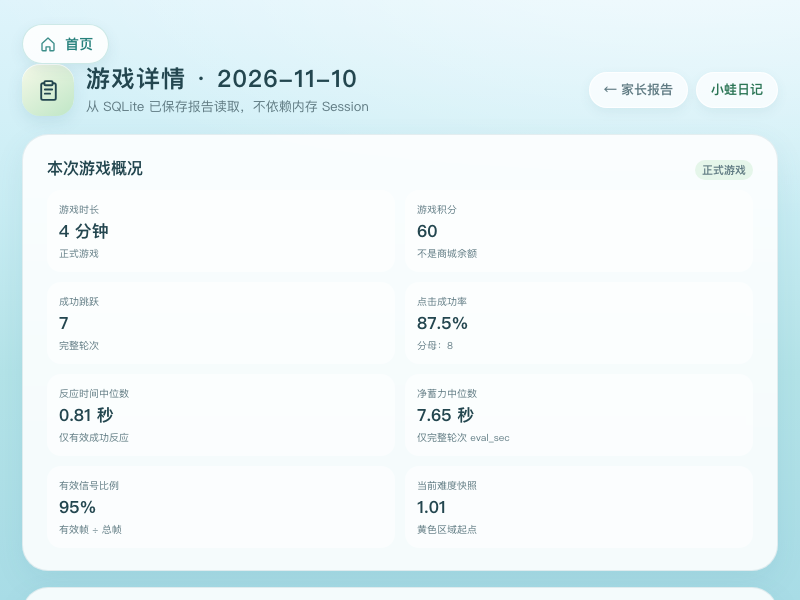 首页
游戏详情 · 2026-11-10
从 SQLite 已保存报告读取，不依赖内存 Session
← 家长报告
小蛙日记
本次游戏概况
正式游戏
游戏时长
4 分钟
正式游戏
游戏积分
60
不是商城余额
成功跳跃
7
完整轮次
点击成功率
87.5%
分母：8
反应时间中位数
0.81 秒
仅有效成功反应
净蓄力中位数
7.65 秒
仅完整轮次 eval_sec
有效信号比例
95%
有效帧 ÷ 总帧
当前难度快照
1.01
黄色区域起点